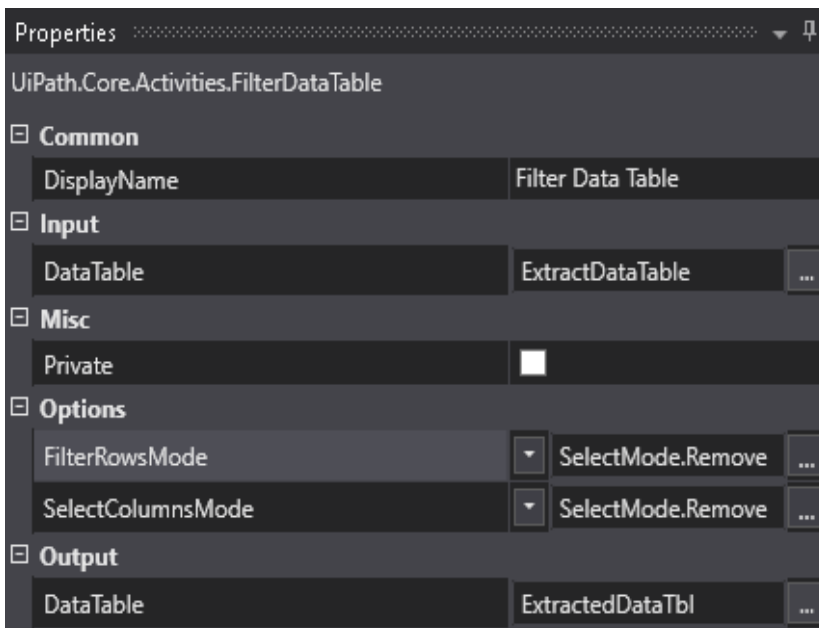 Properties
UiPath.Core.Activities.FilterDataTable
Common
DisplayName Filter Data Table
Input
DataTable ExtractDataTable ...
Misc
Private
Options
FilterRowsMode SelectMode.Remove ...
SelectColumnsMode SelectMode.Remove ...
Output
DataTable ExtractedDataTbl ...